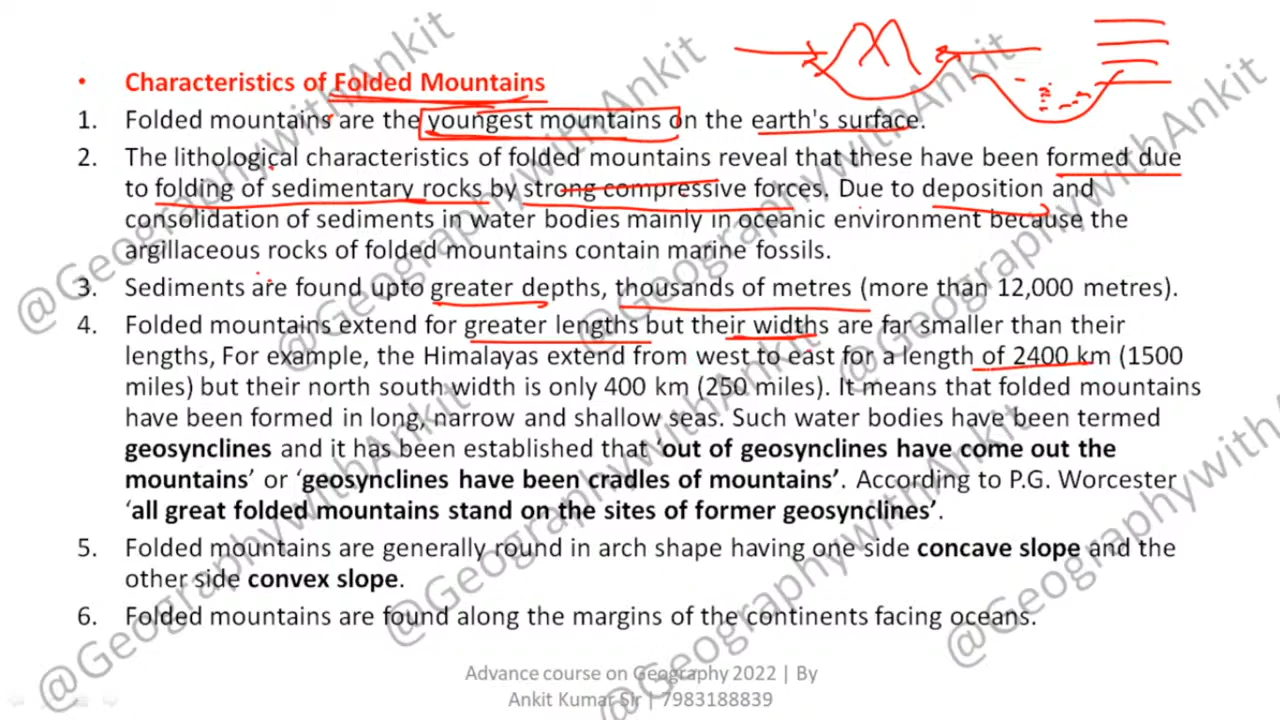 • Characteristics of Folded Mountains
1. Folded mountains are the youngest mountains on the earth's surface.
2. The lithological characteristics of folded mountains reveal that these have been formed due
to folding of sedimentary rocks by strong compressive forces. Due to deposition and
consolidation of sediments in water bodies mainly in oceanic environment because the
argillaceous rocks of folded mountains contain marine fossils.
3. Sediments are found upto greater depths, thousands of metres (more than 12,000 metres).
4. Folded mountains extend for greater lengths but their widths are far smaller than their
lengths, For example, the Himalayas extend from west to east for a length of 2400 km (1500
miles) but their north south width is only 400 km (250 miles). It means that folded mountains
have been formed in long, narrow and shallow seas. Such water bodies have been termed
geosynclines and it has been established that 'out of geosynclines have come out the
mountains' or 'geosynclines have been cradles of mountains'. According to P.G. Worcester
'all great folded mountains stand on the sites of former geosynclines'.
5. Folded mountains are generally round in arch shape having one side concave slope and the
other side convex slope.
6. Folded mountains are found along the margins of the continents facing oceans.
Advance course on Geography 2022 | By
Ankit Kumar Sir | 7983188839
@GeographywithAnkit
@GeographywithAnkit
@GeographywithAnkit
@GeographywithAnkit
@GeographywithAnkit
@GeographywithAnkit
@GeographywithAnkit